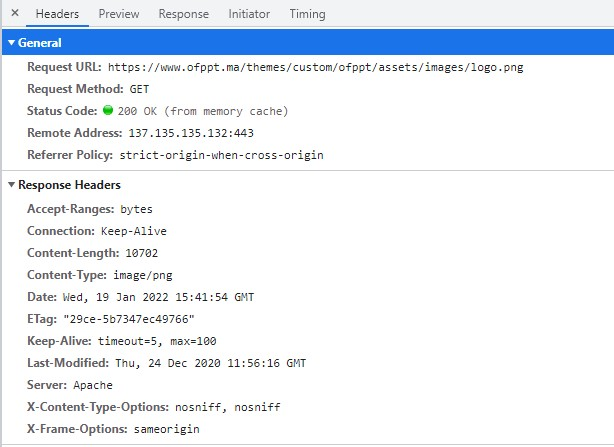 × Headers Preview Response Initiator Timing
▼ General
Request URL: https://www.ofppt.ma/themes/custom/ofppt/assets/images/logo.png
Request Method: GET
Status Code: 200 OK (from memory cache)
Remote Address: 137.135.135.132:443
Referrer Policy: strict-origin-when-cross-origin
▼ Response Headers
Accept-Ranges: bytes
Connection: Keep-Alive
Content-Length: 10702
Content-Type: image/png
Date: Wed, 19 Jan 2022 15:41:54 GMT
ETag: "29ce-5b7347ec49766"
Keep-Alive: timeout=5, max=100
Last-Modified: Thu, 24 Dec 2020 11:56:16 GMT
Server: Apache
X-Content-Type-Options: nosniff, nosniff
X-Frame-Options: sameorigin